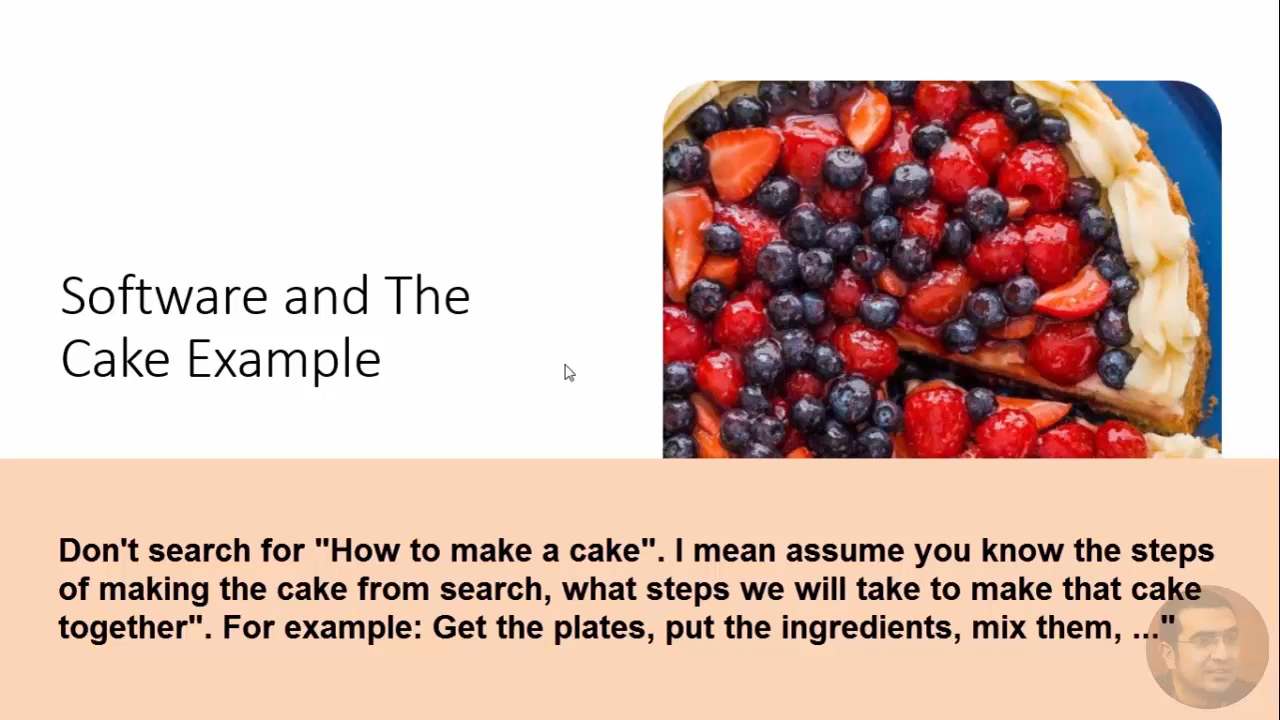 Software and The
Cake Example
Don't search for "How to make a cake". I mean assume you know the steps
of making the cake from search, what steps we will take to make that cake
together". For example: Get the plates, put the ingredients, mix them, ..."